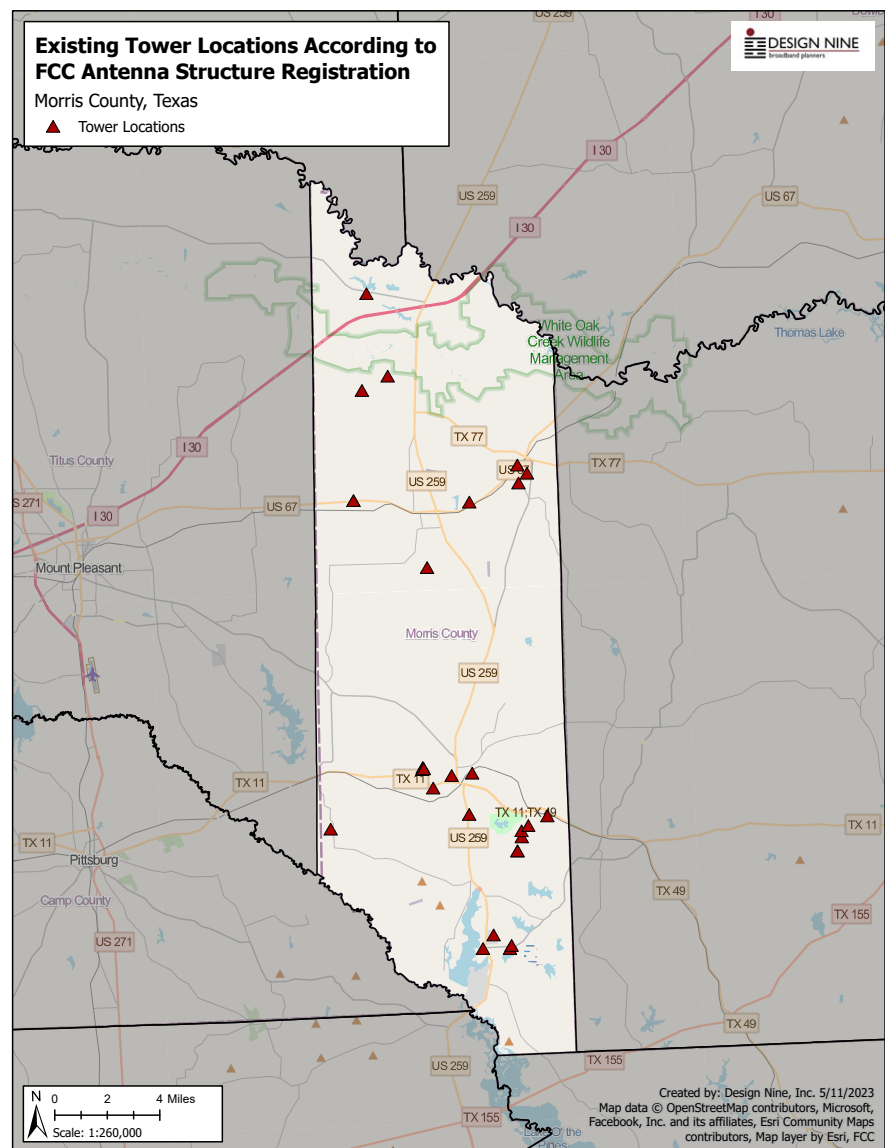 US 259
I 30
Existing Tower Locations According to
FCC Antenna Structure Registration
Morris County, Texas
Tower Locations
DESIGN NINE
broadband planners
I 30
US 259
US 67
I 30
White Oak
Creek Wildlife
Management
Area
Thomas Lake
TX 77
I 30
Titus County
US 259
TX 77
S 271
US 67
I 30
Mount Pleasant
Morris County
US 259
TX 11
TX 11
TX 11
TX 11
US 259
Pittsburg
Camp County
TX 49
TX 155
US 271
TX 49
US 259
TX 155
TX 155
N
0 2 4 Miles
Scale: 1:260,000
Created by: Design Nine, Inc. 5/11/2023
Map data © OpenStreetMap contributors, Microsoft,
Facebook, Inc. and its affiliates, Esri Community Maps
contributors, Map layer by Esri, FCC